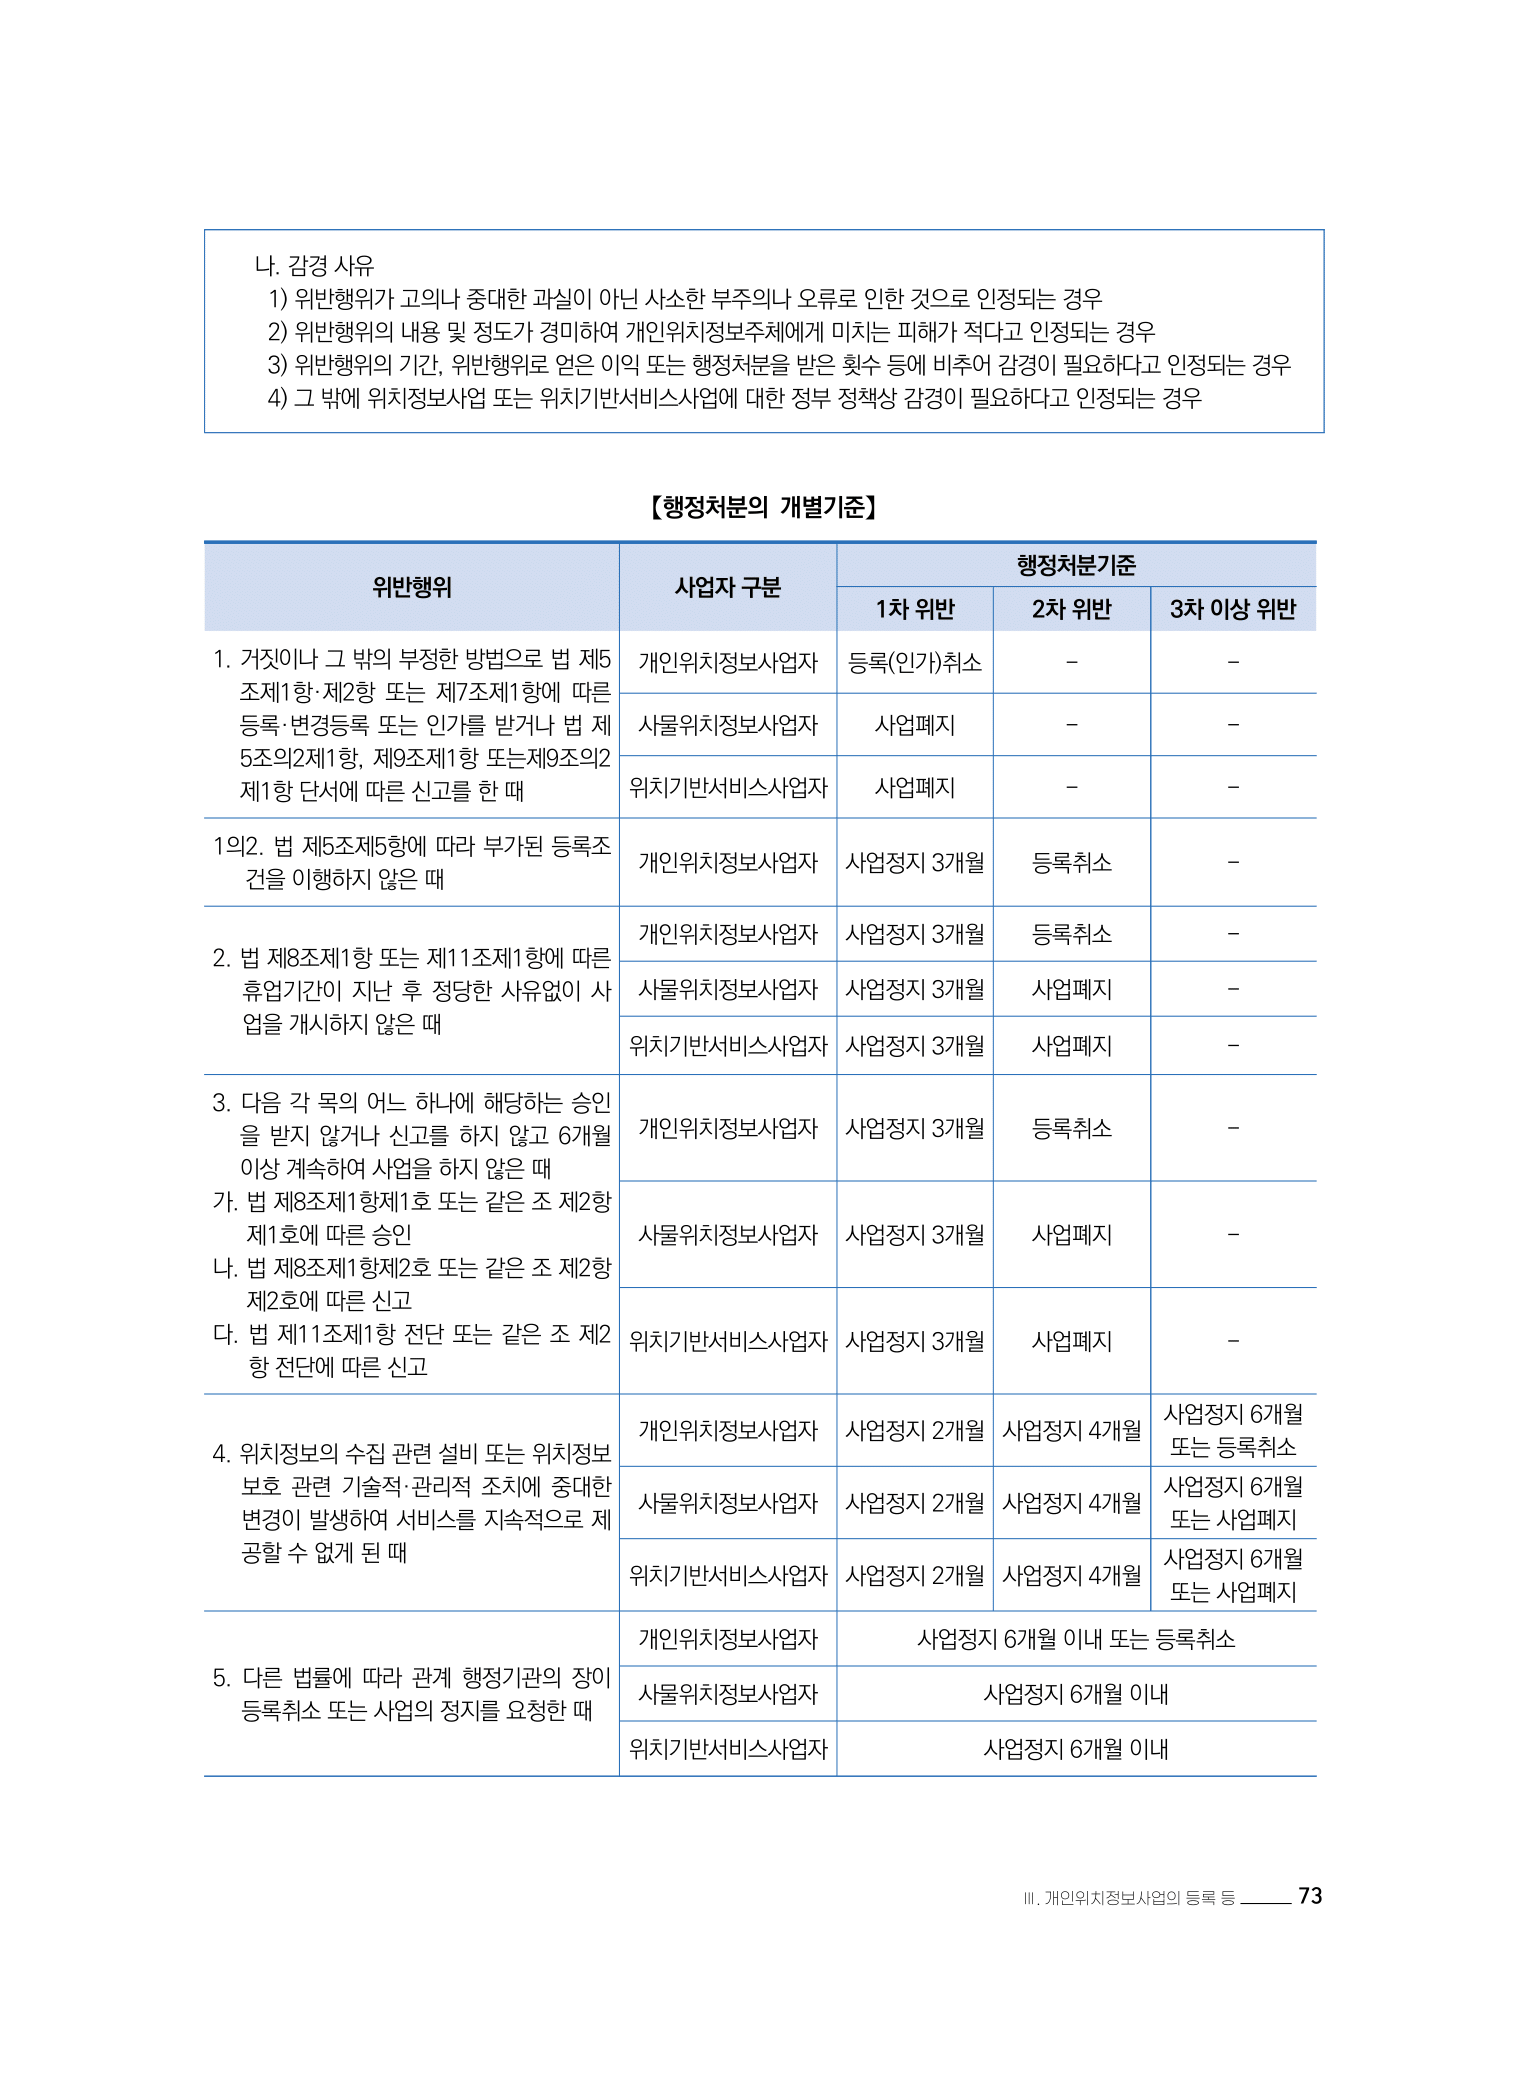 나. 감경 사유
1) 위반행위가 고의나 중대한 과실이 아닌 사소한 부주의나 오류로 인한 것으로 인정되는 경우
2) 위반행위의 내용 및 정도가 경미하여 개인위치정보주체에게 미치는 피해가 적다고 인정되는 경우
3) 위반행위의 기간, 위반행위로 얻은 이익 또는 행정처분을 받은 횟수 등에 비추어 감경이 필요하다고 인정되는 경우
4) 그 밖에 위치정보사업 또는 위치기반서비스사업에 대한 정부 정책상 감경이 필요하다고 인정되는 경우
【행정처분의 개별기준】
위반행위 사업자 구분 행정처분기준
1차 위반 2차 위반 3차 이상 위반
1. 거짓이나 그 밖의 부정한 방법으로 법 제5
조제1항·제2항 또는 제7조제1항에 따른
등록·변경등록 또는 인가를 받거나 법 제
5조의2제1항, 제9조제1항 또는제9조의2
제1항 단서에 따른 신고를 한 때
개인위치정보사업자 등록(인가)취소 – –
사물위치정보사업자 사업폐지 – –
위치기반서비스사업자 사업폐지 – –
1의2. 법 제5조제5항에 따라 부가된 등록조
건을 이행하지 않은 때
개인위치정보사업자 사업정지 3개월 등록취소 –
2. 법 제8조제1항 또는 제11조제1항에 따른
휴업기간이 지난 후 정당한 사유없이 사
업을 개시하지 않은 때
개인위치정보사업자 사업정지 3개월 등록취소 –
사물위치정보사업자 사업정지 3개월 사업폐지 –
위치기반서비스사업자 사업정지 3개월 사업폐지 –
3. 다음 각 목의 어느 하나에 해당하는 승인
을 받지 않거나 신고를 하지 않고 6개월
이상 계속하여 사업을 하지 않은 때
가. 법 제8조제1항제1호 또는 같은 조 제2항
제1호에 따른 승인
나. 법 제8조제1항제2호 또는 같은 조 제2항
제2호에 따른 신고
다. 법 제11조제1항 전단 또는 같은 조 제2
항 전단에 따른 신고
개인위치정보사업자 사업정지 3개월 등록취소 –
사물위치정보사업자 사업정지 3개월 사업폐지 –
위치기반서비스사업자 사업정지 3개월 사업폐지 –
4. 위치정보의 수집 관련 설비 또는 위치정보
보호 관련 기술적·관리적 조치에 중대한
변경이 발생하여 서비스를 지속적으로 제
공할 수 없게 된 때
개인위치정보사업자 사업정지 2개월 사업정지 4개월 사업정지 6개월
또는 등록취소
사물위치정보사업자 사업정지 2개월 사업정지 4개월 사업정지 6개월
또는 사업폐지
위치기반서비스사업자 사업정지 2개월 사업정지 4개월 사업정지 6개월
또는 사업폐지
5. 다른 법률에 따라 관계 행정기관의 장이
등록취소 또는 사업의 정지를 요청한 때
개인위치정보사업자 사업정지 6개월 이내 또는 등록취소
사물위치정보사업자 사업정지 6개월 이내
위치기반서비스사업자 사업정지 6개월 이내
Ⅲ. 개인위치정보사업의 등록 등 73